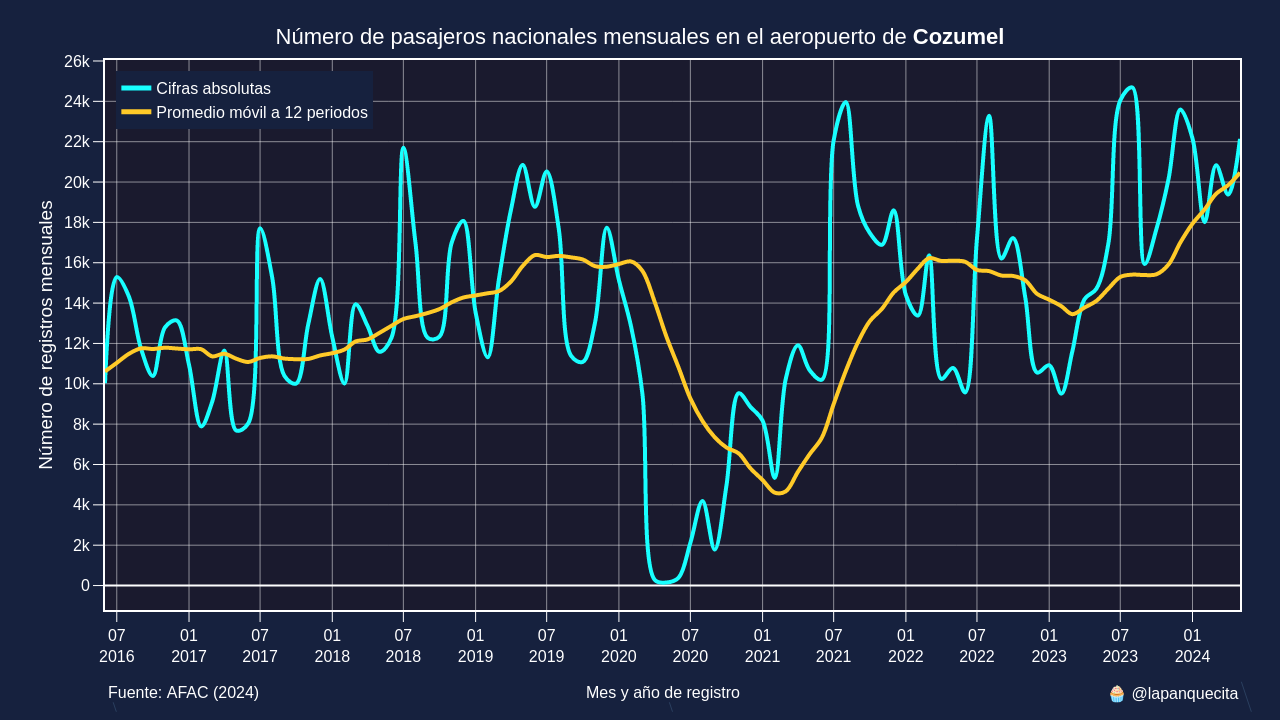 Número de pasajeros nacionales mensuales en el aeropuerto de Cozumel
Cifras absolutas
Promedio móvil a 12 periodos
Número de registros mensuales
26k
24k
22k
20k
18k
16k
14k
12k
10k
8k
6k
4k
2k
0
07 01 07 01 07 01 07 01 07 01 07 01 07 01 07 01
2016 2017 2017 2018 2018 2019 2019 2020 2020 2021 2021 2022 2022 2023 2023 2024
Fuente: AFAC (2024)
Mes y año de registro
🧁 @lapanquecita